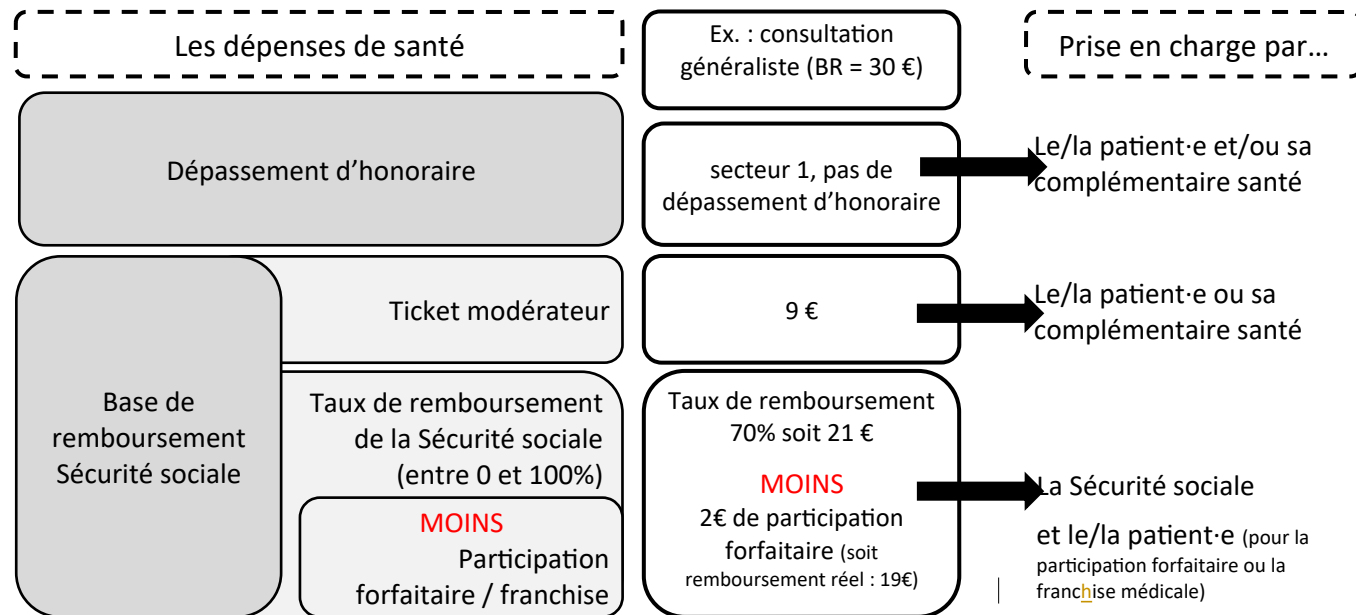 Les dépenses de santé
Ex. : consultation
généraliste (BR = 30 €)
Prise en charge par…
Dépassement d’honoraire
secteur 1, pas de
dépassement d’honoraire
Le/la patient·e et/ou sa
complémentaire santé
Base de
remboursement
Sécurité sociale
Ticket modérateur
9 €
Le/la patient·e ou sa
complémentaire santé
Taux de remboursement
de la Sécurité sociale
(entre 0 et 100%)
MOINS
Participation
forfaitaire / franchise
Taux de remboursement
70% soit 21 €
MOINS
2€ de participation
forfaitaire (soit
remboursement réel : 19€)
La Sécurité sociale
et le/la patient·e (pour la
participation forfaitaire ou la
franchise médicale)